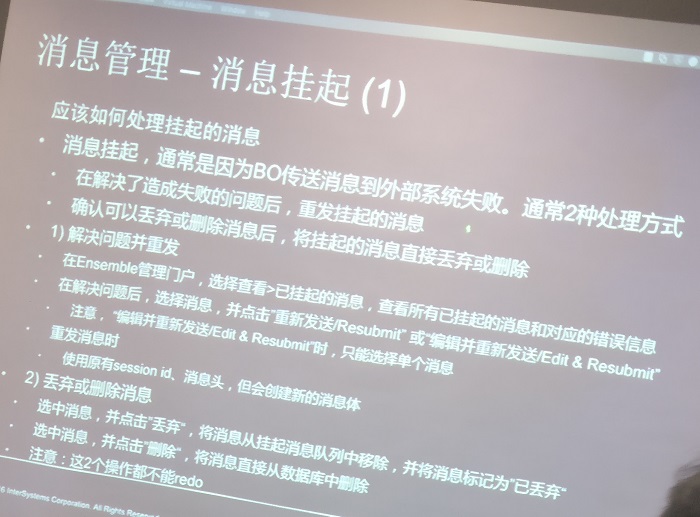 消息管理 – 消息挂起 (1)
应该如何处理挂起的消息
• 消息挂起，通常是因为BO传送消息到外部系统失败。通常2种处理方式
• 在解决了造成失败的问题后，重发挂起的消息
• 确认可以丢弃或删除消息后，将挂起的消息直接丢弃或删除
• 1) 解决问题并重发
• 在Ensemble管理门户，选择查看>已挂起的消息，查看所有已挂起的消息和对应的错误信息
• 在解决问题后，选择消息，并点击"重新发送/Resubmit" 或"编辑并重新发送/Edit & Resubmit"
• 注意，"编辑并重新发送/Edit & Resubmit"时，只能选择单个消息
• 重发消息时
• 使用原有session id、消息头，但会创建新的消息体
• 2) 丢弃或删除消息
• 选中消息，并点击"丢弃"，将消息从挂起消息队列中移除，并将消息标记为"已丢弃"
• 选中消息，并点击"删除"，将消息直接从数据库中删除
• 注意：这2个操作都不能redo
6 InterSystems Corporation. All Rights